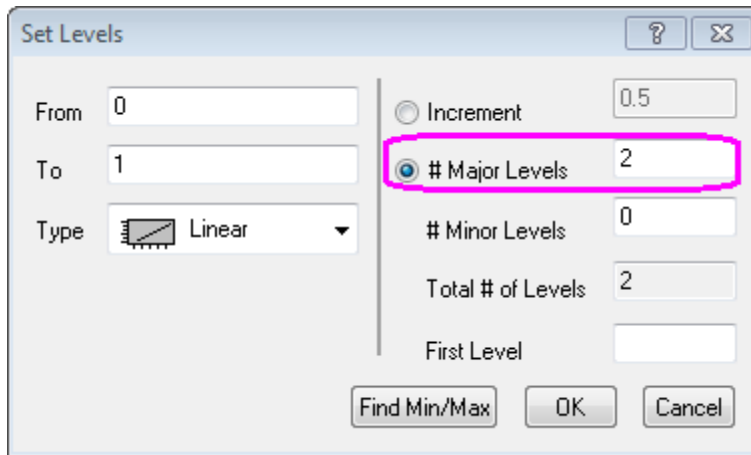 Set Levels
From 0
To 1
Type Linear
Increment 0.5
# Major Levels 2
# Minor Levels 0
Total # of Levels 2
First Level
Find Min/Max OK Cancel